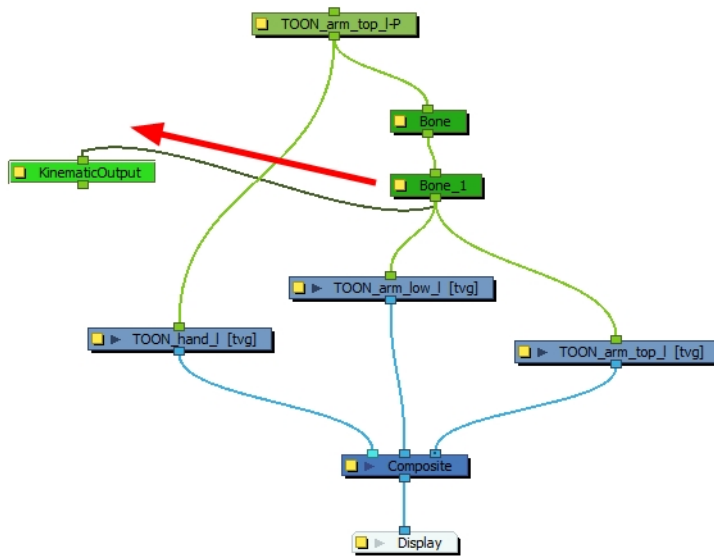 TOON_arm_top_l-P
Bone
KinematicOutput
Bone_1
TOON_arm_low_l [tvg]
TOON_hand_l [tvg]
TOON_arm_top_l [tvg]
Composite
Display